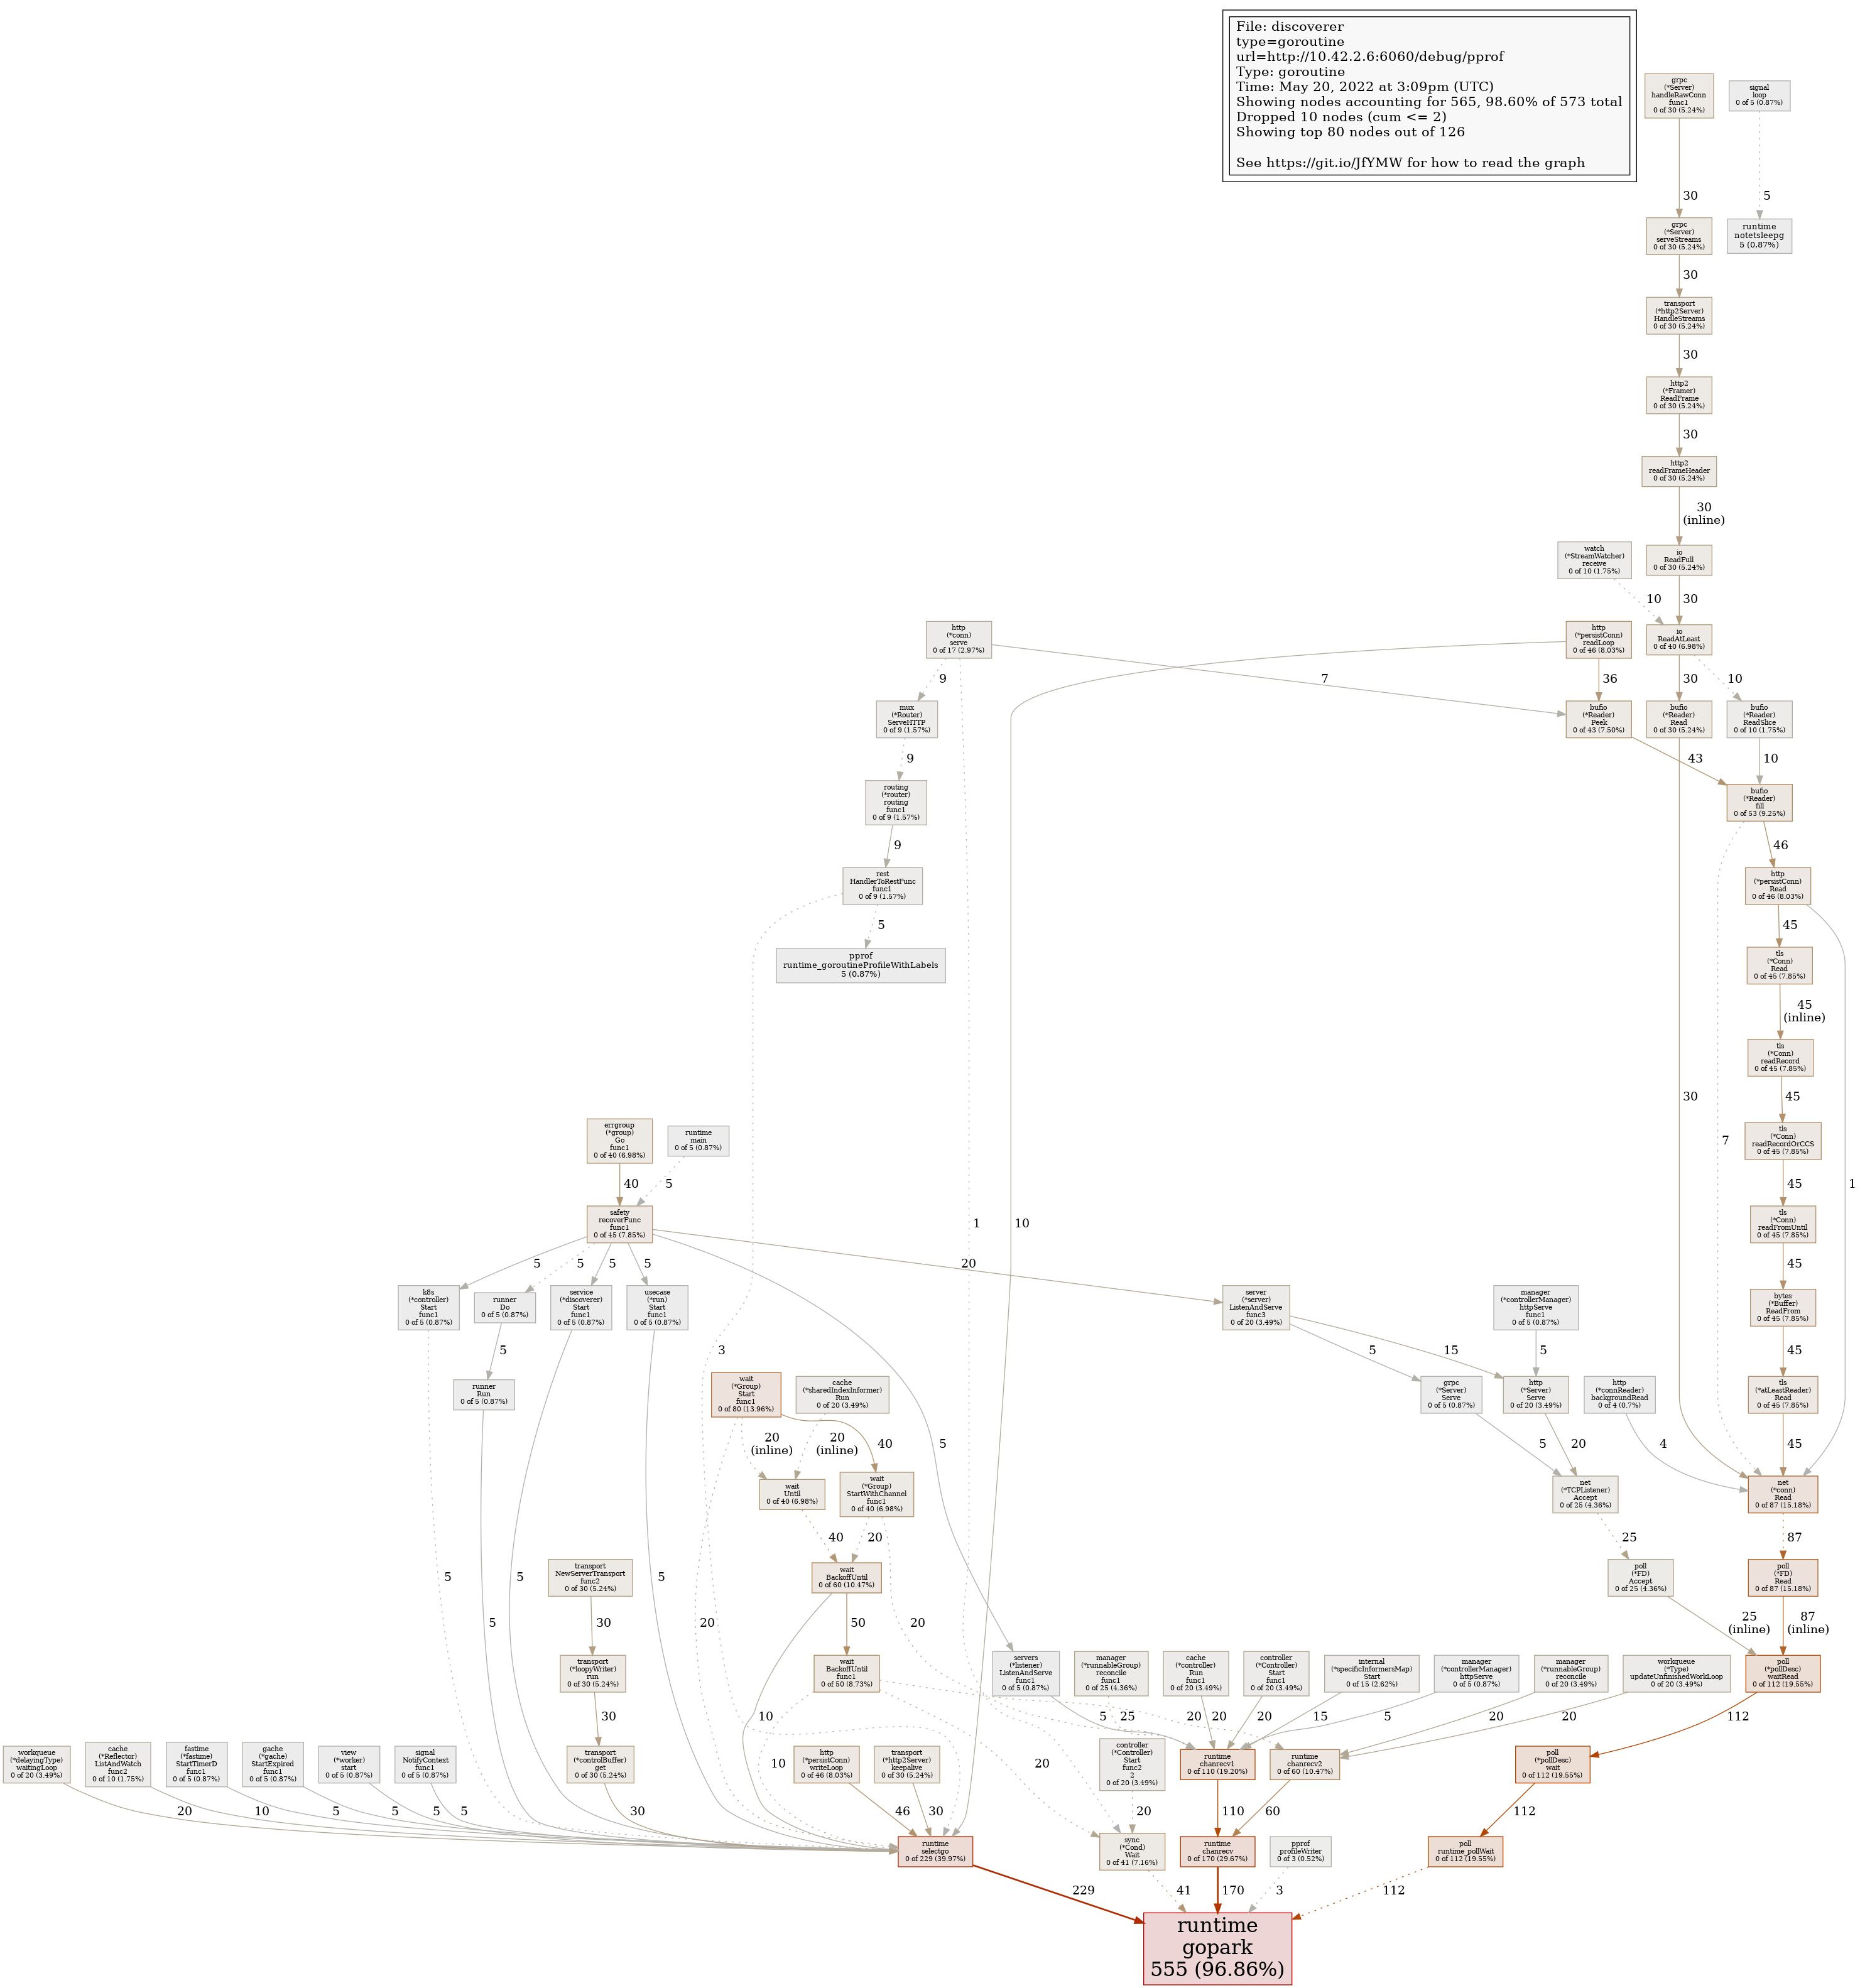 File: discoverer
type=goroutine
url=http://10.42.2.6:6060/debug/pprof
Type: goroutine
Time: May 20, 2022 at 3:09pm (UTC)
Showing nodes accounting for 565, 98.60% of 573 total
Dropped 10 nodes (cum <= 2)
Showing top 80 nodes out of 126
See https://git.io/JfYMW for how to read the graph
grpc
(*Server)
handleRawConn
func1
0 of 30 (5.24%)
signal
loop
0 of 5 (0.87%)
30
5
grpc
(*Server)
serveStreams
0 of 30 (5.24%)
runtime
notetsleepg
5 (0.87%)
30
transport
(*http2Server)
HandleStreams
0 of 30 (5.24%)
30
http2
(*Framer)
ReadFrame
0 of 30 (5.24%)
30
http2
readFrameHeader
0 of 30 (5.24%)
30
(inline)
watch
(*StreamWatcher)
receive
0 of 10 (1.75%)
io
ReadFull
0 of 30 (5.24%)
10
30
http
(*conn)
serve
0 of 17 (2.97%)
http
(*persistConn)
readLoop
0 of 46 (8.03%)
io
ReadAtLeast
0 of 40 (6.98%)
9
7
36
30
10
mux
(*Router)
ServeHTTP
0 of 9 (1.57%)
bufio
(*Reader)
Peek
0 of 43 (7.50%)
bufio
(*Reader)
Read
0 of 30 (5.24%)
bufio
(*Reader)
ReadSlice
0 of 10 (1.75%)
9
43
10
routing
(*router)
routing
func1
0 of 9 (1.57%)
bufio
(*Reader)
fill
0 of 53 (9.25%)
9
46
rest
HandlerToRestFunc
func1
0 of 9 (1.57%)
http
(*persistConn)
Read
0 of 46 (8.03%)
5
45
pprof
runtime_goroutineProfileWithLabels
5 (0.87%)
tls
(*Conn)
Read
0 of 45 (7.85%)
45
(inline)
tls
(*Conn)
readRecord
0 of 45 (7.85%)
30
45
errgroup
(*group)
Go
func1
0 of 40 (6.98%)
runtime
main
0 of 5 (0.87%)
7
tls
(*Conn)
readRecordOrCCS
0 of 45 (7.85%)
1
40
5
45
safety
recoverFunc
func1
0 of 45 (7.85%)
3
1
10
tls
(*Conn)
readFromUntil
0 of 45 (7.85%)
5
5
5
5
20
45
k8s
(*controller)
Start
func1
0 of 5 (0.87%)
runner
Do
0 of 5 (0.87%)
service
(*discoverer)
Start
func1
0 of 5 (0.87%)
usecase
(*run)
Start
func1
0 of 5 (0.87%)
server
(*server)
ListenAndServe
func3
0 of 20 (3.49%)
manager
(*controllerManager)
httpServe
func1
0 of 5 (0.87%)
bytes
(*Buffer)
ReadFrom
0 of 45 (7.85%)
5
5
15
5
45
runner
Run
0 of 5 (0.87%)
wait
(*Group)
Start
func1
0 of 80 (13.96%)
cache
(*sharedIndexInformer)
Run
0 of 20 (3.49%)
grpc
(*Server)
Serve
0 of 5 (0.87%)
http
(*Server)
Serve
0 of 20 (3.49%)
http
(*connReader)
backgroundRead
0 of 4 (0.7%)
tls
(*atLeastReader)
Read
0 of 45 (7.85%)
20
(inline)
20
(inline)
40
5
5
20
4
45
wait
Until
0 of 40 (6.98%)
wait
(*Group)
StartWithChannel
func1
0 of 40 (6.98%)
net
(*TCPListener)
Accept
0 of 25 (4.36%)
net
(*conn)
Read
0 of 87 (15.18%)
40
20
25
87
5
5
5
transport
NewServerTransport
func2
0 of 30 (5.24%)
wait
BackoffUntil
0 of 60 (10.47%)
poll
(*FD)
Accept
0 of 25 (4.36%)
poll
(*FD)
Read
0 of 87 (15.18%)
5
30
20
50
20
25
(inline)
87
(inline)
transport
(*loopyWriter)
run
0 of 30 (5.24%)
wait
BackoffUntil
func1
0 of 50 (8.73%)
servers
(*listener)
ListenAndServe
func1
0 of 5 (0.87%)
manager
(*runnableGroup)
reconcile
func1
0 of 25 (4.36%)
cache
(*controller)
Run
func1
0 of 20 (3.49%)
controller
(*Controller)
Start
func1
0 of 20 (3.49%)
internal
(*specificInformersMap)
Start
0 of 15 (2.62%)
manager
(*controllerManager)
httpServe
0 of 5 (0.87%)
manager
(*runnableGroup)
reconcile
0 of 20 (3.49%)
workqueue
(*Type)
updateUnfinishedWorkLoop
0 of 20 (3.49%)
poll
(*pollDesc)
waitRead
0 of 112 (19.55%)
30
10
5
25
20
20
20
15
5
20
20
112
workqueue
(*delayingType)
waitingLoop
0 of 20 (3.49%)
cache
(*Reflector)
ListAndWatch
func2
0 of 10 (1.75%)
fastime
(*fastime)
StartTimerD
func1
0 of 5 (0.87%)
gache
(*gache)
StartExpired
func1
0 of 5 (0.87%)
view
(*worker)
start
0 of 5 (0.87%)
signal
NotifyContext
func1
0 of 5 (0.87%)
transport
(*controlBuffer)
get
0 of 30 (5.24%)
http
(*persistConn)
writeLoop
0 of 46 (8.03%)
transport
(*http2Server)
keepalive
0 of 30 (5.24%)
controller
(*Controller)
Start
func2
2
0 of 20 (3.49%)
runtime
chanrecv1
0 of 110 (19.20%)
runtime
chanrecv2
0 of 60 (10.47%)
poll
(*pollDesc)
wait
0 of 112 (19.55%)
10
20
20
10
5
5
5
5
30
46
30
20
110
60
112
runtime
selectgo
0 of 229 (39.97%)
sync
(*Cond)
Wait
0 of 41 (7.16%)
runtime
chanrecv
0 of 170 (29.67%)
pprof
profileWriter
0 of 3 (0.52%)
poll
runtime_pollWait
0 of 112 (19.55%)
229
41
170
3
112
runtime
gopark
555 (96.86%)